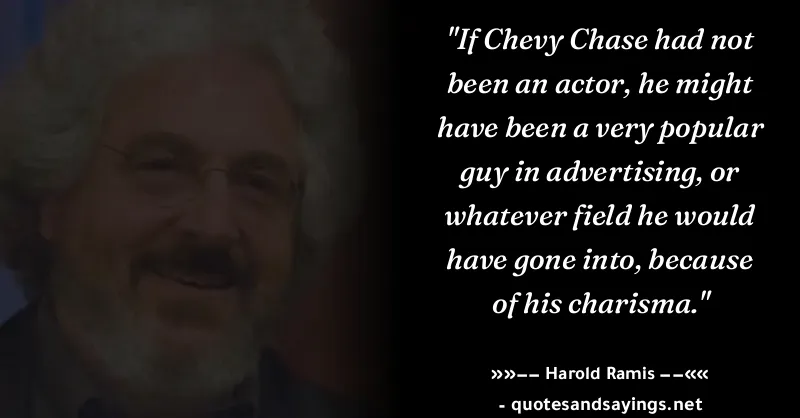 "If Chevy Chase had not
been an actor, he might
have been a very popular
guy in advertising, or
whatever field he would
have gone into, because
of his charisma."
»»−− Harold Ramis −−««
- quotesandsayings.net